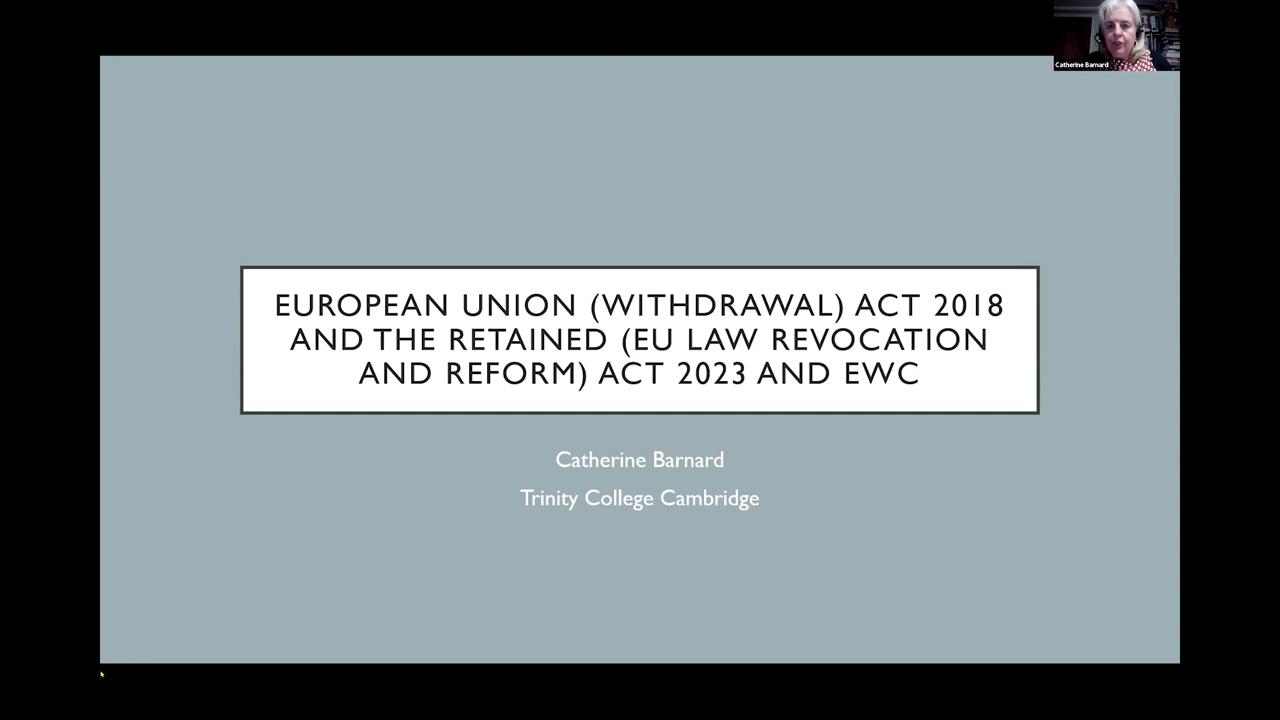 Catherine Barnard
EUROPEAN UNION (WITHDRAWAL) ACT 2018
AND THE RETAINED (EU LAW REVOCATION
AND REFORM) ACT 2023 AND EWC
Catherine Barnard
Trinity College Cambridge